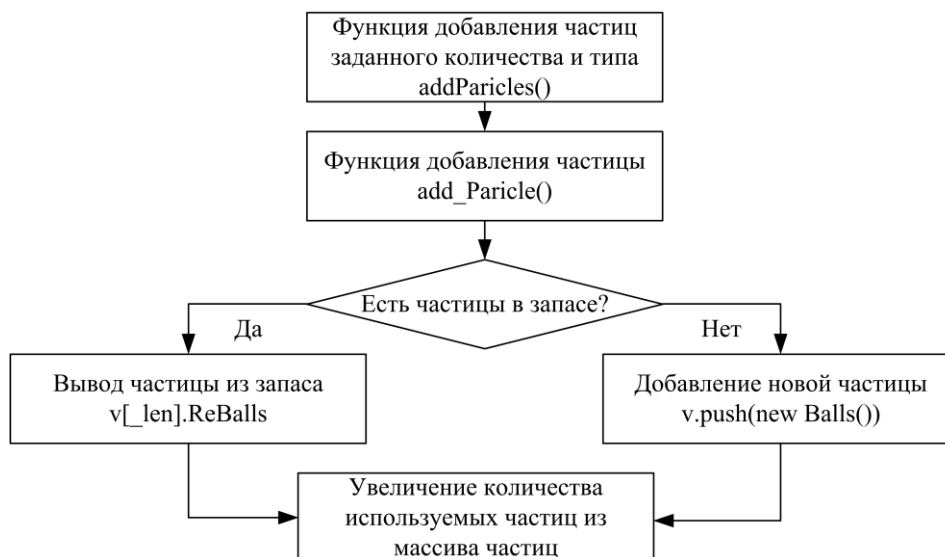 Функция добавления частиц
заданного количества и типа
addParicles()
Функция добавления частицы
add_Paricle()
Есть частицы в запасе?
Да
Нет
Вывод частицы из запаса
v[_len].ReBalls
Добавление новой частицы
v.push(new Balls())
Увеличение количества
используемых частиц из
массива частиц